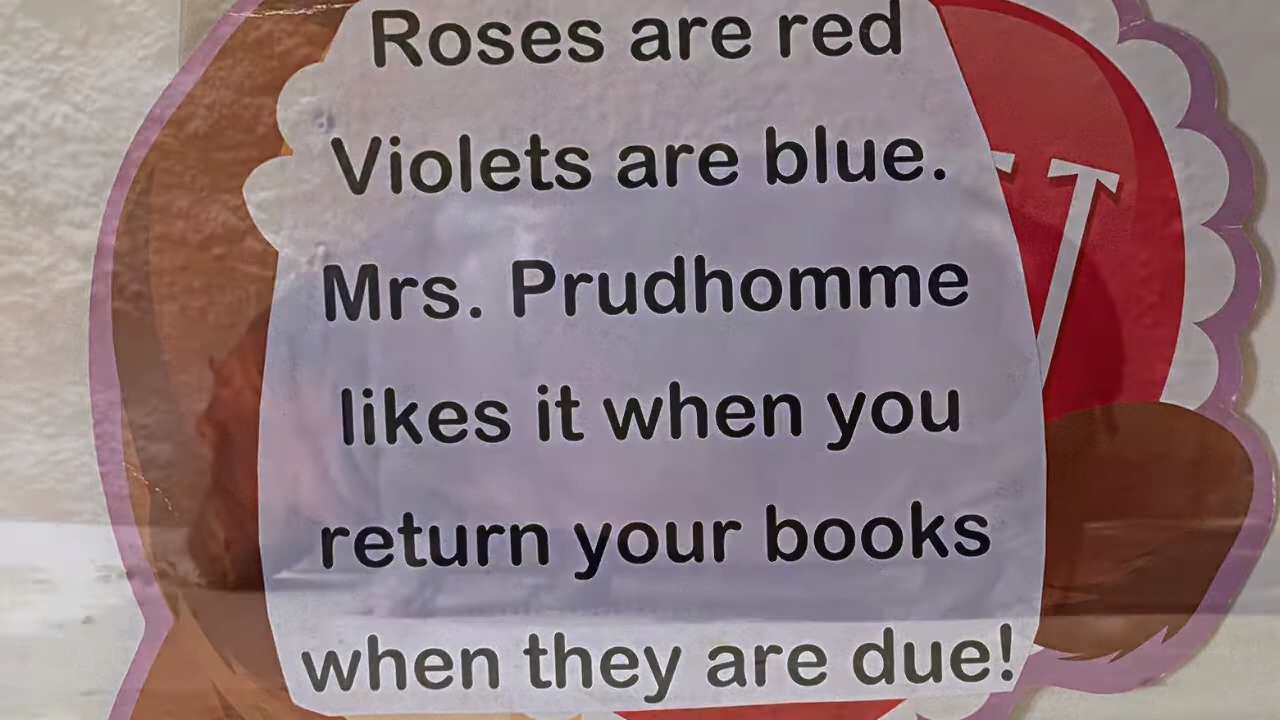 Roses are red
Violets are blue.
Mrs. Prudhomme
likes it when you
return your books
when they are due!